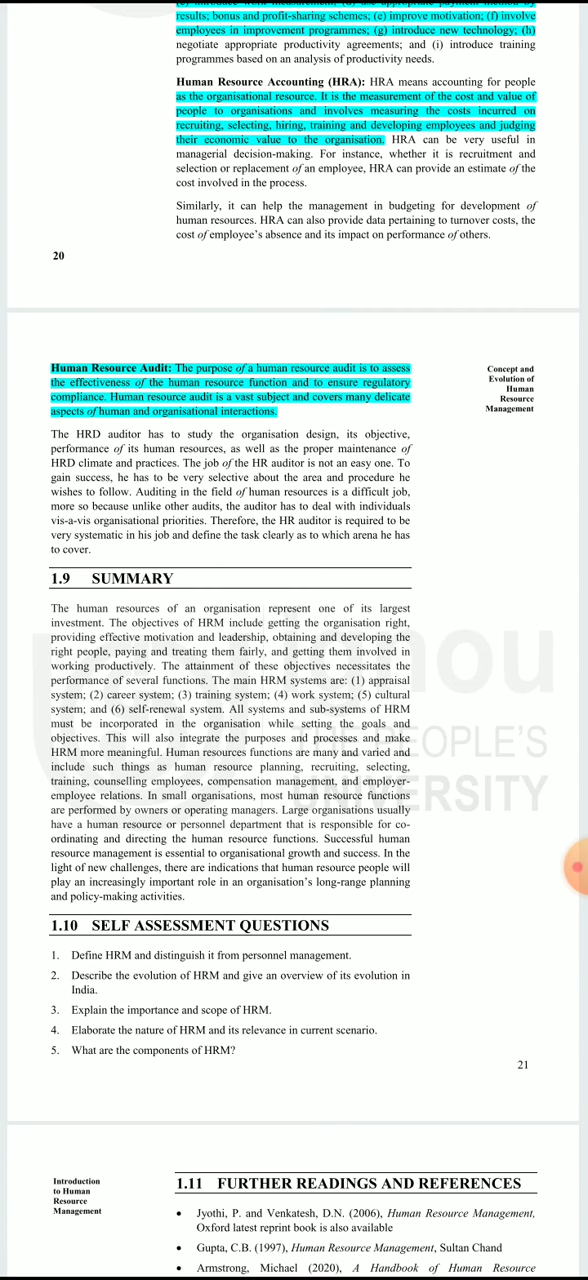 results; bonus and profit-sharing schemes; (e) improve motivation; (f) involve
employees in improvement programmes; (g) introduce new technology; (h)
negotiate appropriate productivity agreements; and (i) introduce training
programmes based on an analysis of productivity needs.
Human Resource Accounting (HRA): HRA means accounting for people
as the organisational resource. It is the measurement of the cost and value of
people to organisations and involves measuring the costs incurred on
recruiting, selecting, hiring, training and developing employees and judging
their economic value to the organisation. HRA can be very useful in
managerial decision-making. For instance, whether it is recruitment and
selection or replacement of an employee, HRA can provide an estimate of the
cost involved in the process.
Similarly, it can help the management in budgeting for development of
human resources. HRA can also provide data pertaining to turnover costs, the
cost of employee's absence and its impact on performance of others.
20
Human Resource Audit: The purpose of a human resource audit is to assess
the effectiveness of the human resource function and to ensure regulatory
compliance. Human resource audit is a vast subject and covers many delicate
aspects of human and organisational interactions.
Concept and
Evolution of
Human
Resource
Management
The HRD auditor has to study the organisation design, its objective,
performance of its human resources, as well as the proper maintenance of
HRD climate and practices. The job of the HR auditor is not an easy one. To
gain success, he has to be very selective about the area and procedure he
wishes to follow. Auditing in the field of human resources is a difficult job,
more so because unlike other audits, the auditor has to deal with individuals
vis-a-vis organisational priorities. Therefore, the HR auditor is required to be
very systematic in his job and define the task clearly as to which arena he has
to cover.
1.9 SUMMARY
The human resources of an organisation represent one of its largest
investment. The objectives of HRM include getting the organisation right,
providing effective motivation and leadership, obtaining and developing the
right people, paying and treating them fairly, and getting them involved in
working productively. The attainment of these objectives necessitates the
performance of several functions. The main HRM systems are: (1) appraisal
system; (2) career system; (3) training system; (4) work system; (5) cultural
system; and (6) self-renewal system. All systems and sub-systems of HRM
must be incorporated in the organisation while setting the goals and
objectives. This will also integrate the purposes and processes and make
HRM more meaningful. Human resources functions are many and varied and
include such things as human resource planning, recruiting, selecting,
training, counselling employees, compensation management, and employer-
employee relations. In small organisations, most human resource functions
are performed by owners or operating managers. Large organisations usually
have a human resource or personnel department that is responsible for co-
ordinating and directing the human resource functions. Successful human
resource management is essential to organisational growth and success. In the
light of new challenges, there are indications that human resource people will
play an increasingly important role in an organisation's long-range planning
and policy-making activities.
ou
EOPLE'S
UNIVERSITY
1.10 SELF ASSESSMENT QUESTIONS
1. Define HRM and distinguish it from personnel management.
2. Describe the evolution of HRM and give an overview of its evolution in
India.
3. Explain the importance and scope of HRM.
4. Elaborate the nature of HRM and its relevance in current scenario.
5. What are the components of HRM?
21
Introduction
to Human
Resource
Management
1.11 FURTHER READINGS AND REFERENCES
• Jyothi, P. and Venkatesh, D.N. (2006), Human Resource Management,
Oxford latest reprint book is also available
• Gupta, C.B. (1997), Human Resource Management, Sultan Chand
• Armstrong, Michael (2020), A Handbook of Human Resource